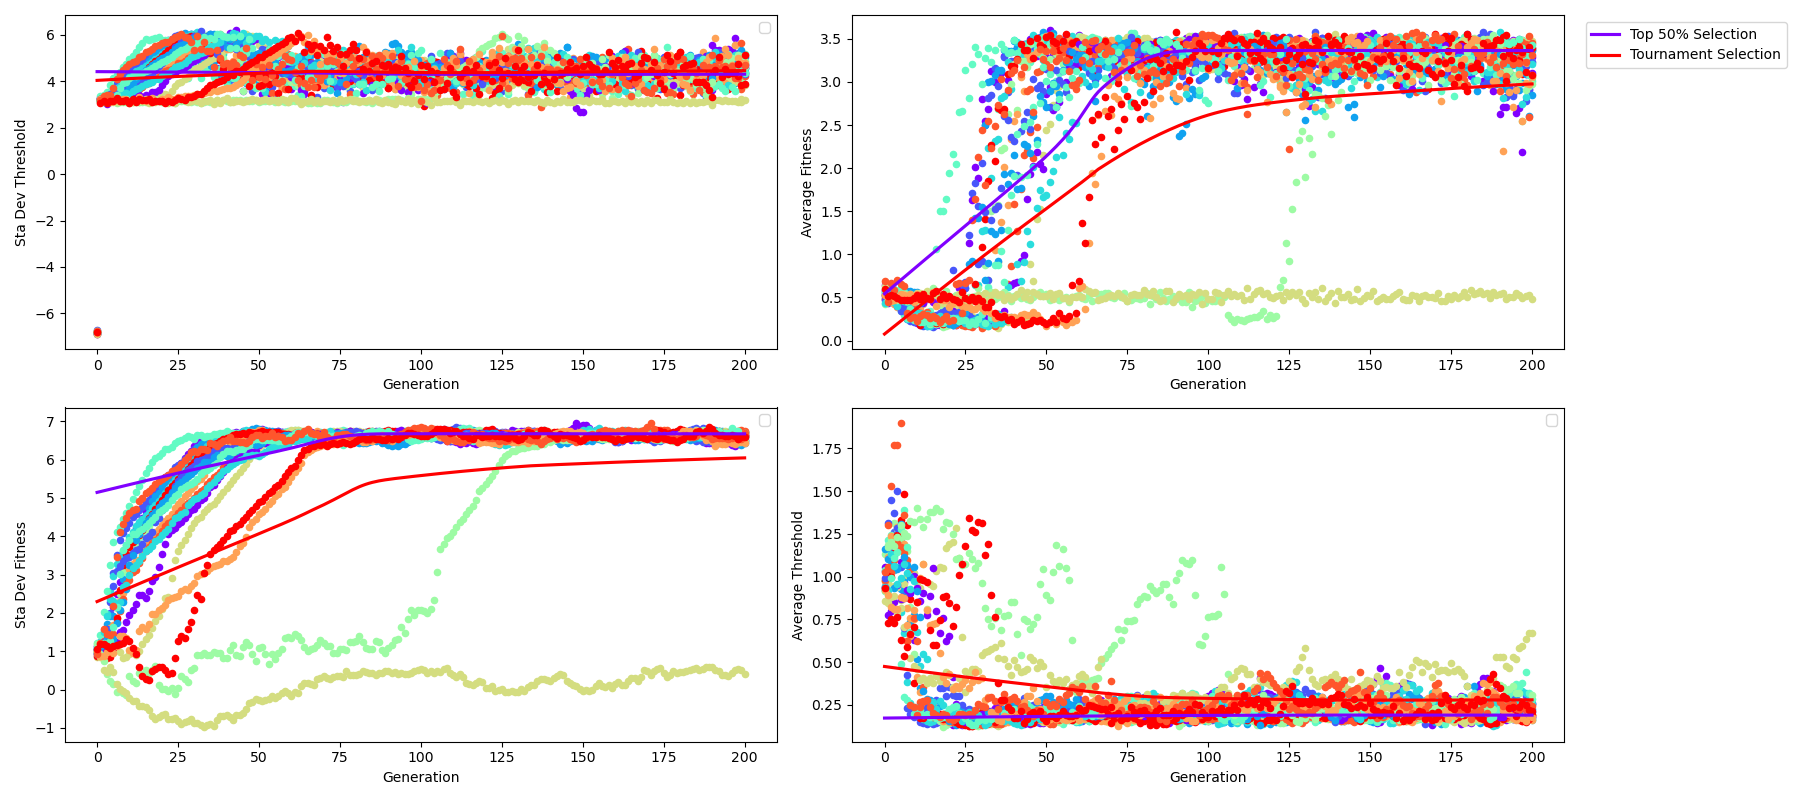 6
4
2
0
−2
−4
−6
Sta Dev Threshold
0 25 50 75 100 125 150 175 200
Generation
3.5
3.0
2.5
2.0
1.5
1.0
0.5
0.0
Average Fitness
0 25 50 75 100 125 150 175 200
Generation
Top 50% Selection
Tournament Selection
7
6
5
4
3
2
1
0
−1
Sta Dev Fitness
0 25 50 75 100 125 150 175 200
Generation
1.75
1.50
1.25
1.00
0.75
0.50
0.25
Average Threshold
0 25 50 75 100 125 150 175 200
Generation